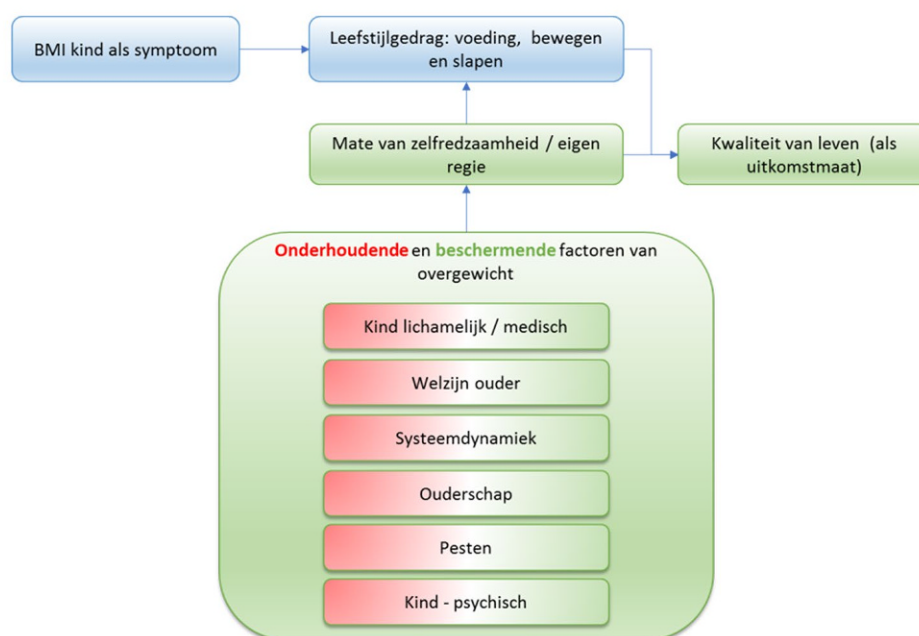 BMI kind als symptoom
Leefstijlgedrag: voeding, bewegen
en slapen
Mate van zelfredzaamheid / eigen
regie
Kwaliteit van leven (als
uitkomstmaat)
Onderhoudende en beschermende factoren van
overgewicht
Kind lichamelijk / medisch
Welzijn ouder
Systeemdynamiek
Ouderschap
Pesten
Kind - psychisch